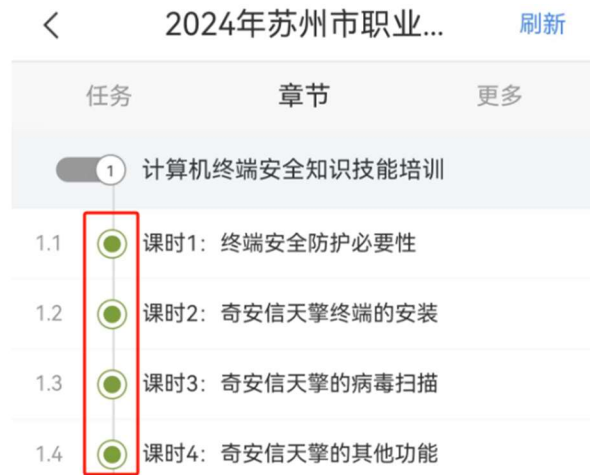 2024年苏州市职业... 刷新
任务 章节 更多
1 计算机终端安全知识技能培训
1.1 课时1：终端安全防护必要性
1.2 课时2：奇安信天擎终端的安装
1.3 课时3：奇安信天擎的病毒扫描
1.4 课时4：奇安信天擎的其他功能